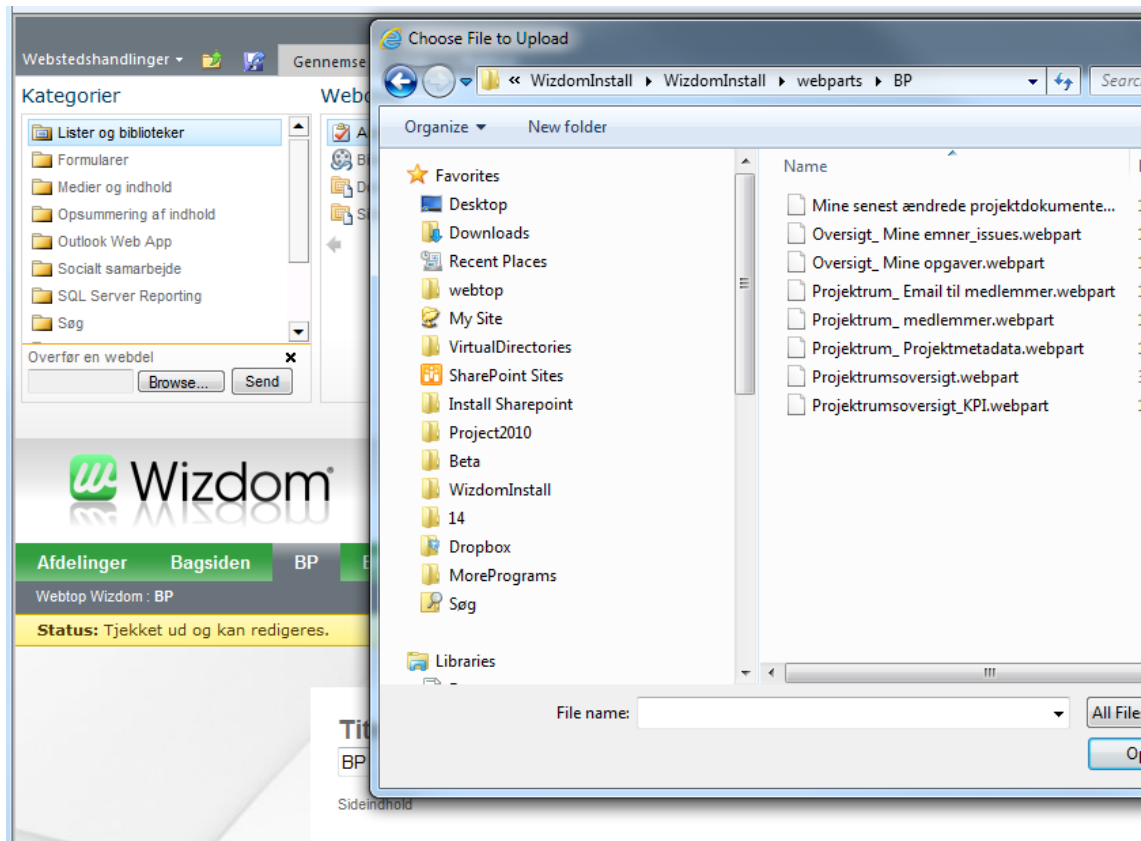 Choose File to Upload
Webstedshandlinger
Gennemse
« WizdomInstall WizdomInstall webparts BP
Kategorier
Organize
New folder
Lister og biblioteker
Formularer
Medier og indhold
Opsummering af indhold
Outlook Web App
Socialt samarbejde
SQL Server Reporting
Søg
Overfør en webdel
Browse...
Send
Favorites
Desktop
Downloads
Recent Places
webtop
My Site
VirtualDirectories
SharePoint Sites
Install Sharepoint
Project2010
Beta
WizdomInstall
14
Dropbox
MorePrograms
Søg
Libraries
Name
Mine senest ændrede projektdokumente...
Oversigt_ Mine emner_issues.webpart
Oversigt_ Mine opgaver.webpart
Projektrum_ Email til medlemmer.webpart
Projektrum_ medlemmer.webpart
Projektrum_ Projektmetadata.webpart
Projektrumsoversigt.webpart
Projektrumsoversigt_KPI.webpart
File name:
Wizdom
Afdelinger
Bagsiden
BP
Webtop Wizdom : BP
Status: Tjekket ud og kan redigeres.
BP
Sideindhold